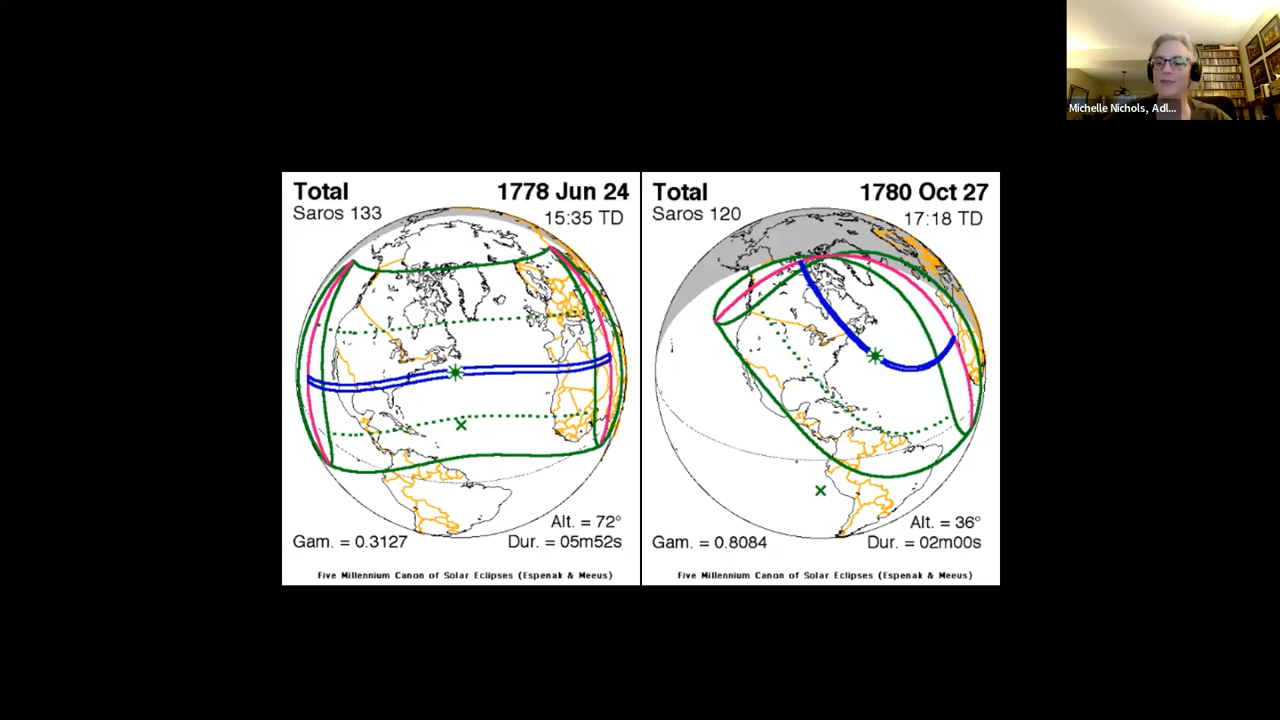 Michelle Nichols, Adl...
Total
1778 Jun 24
Saros 133
15:35 TD
Gam. = 0.3127
Alt. = 72°
Dur. = 05m52s
Five Millennium Canon of Solar Eclipses (Espenak & Meeus)
Total
1780 Oct 27
Saros 120
17:18 TD
Gam. = 0.8084
Alt. = 36°
Dur. = 02m00s
Five Millennium Canon of Solar Eclipses (Espenak & Meeus)